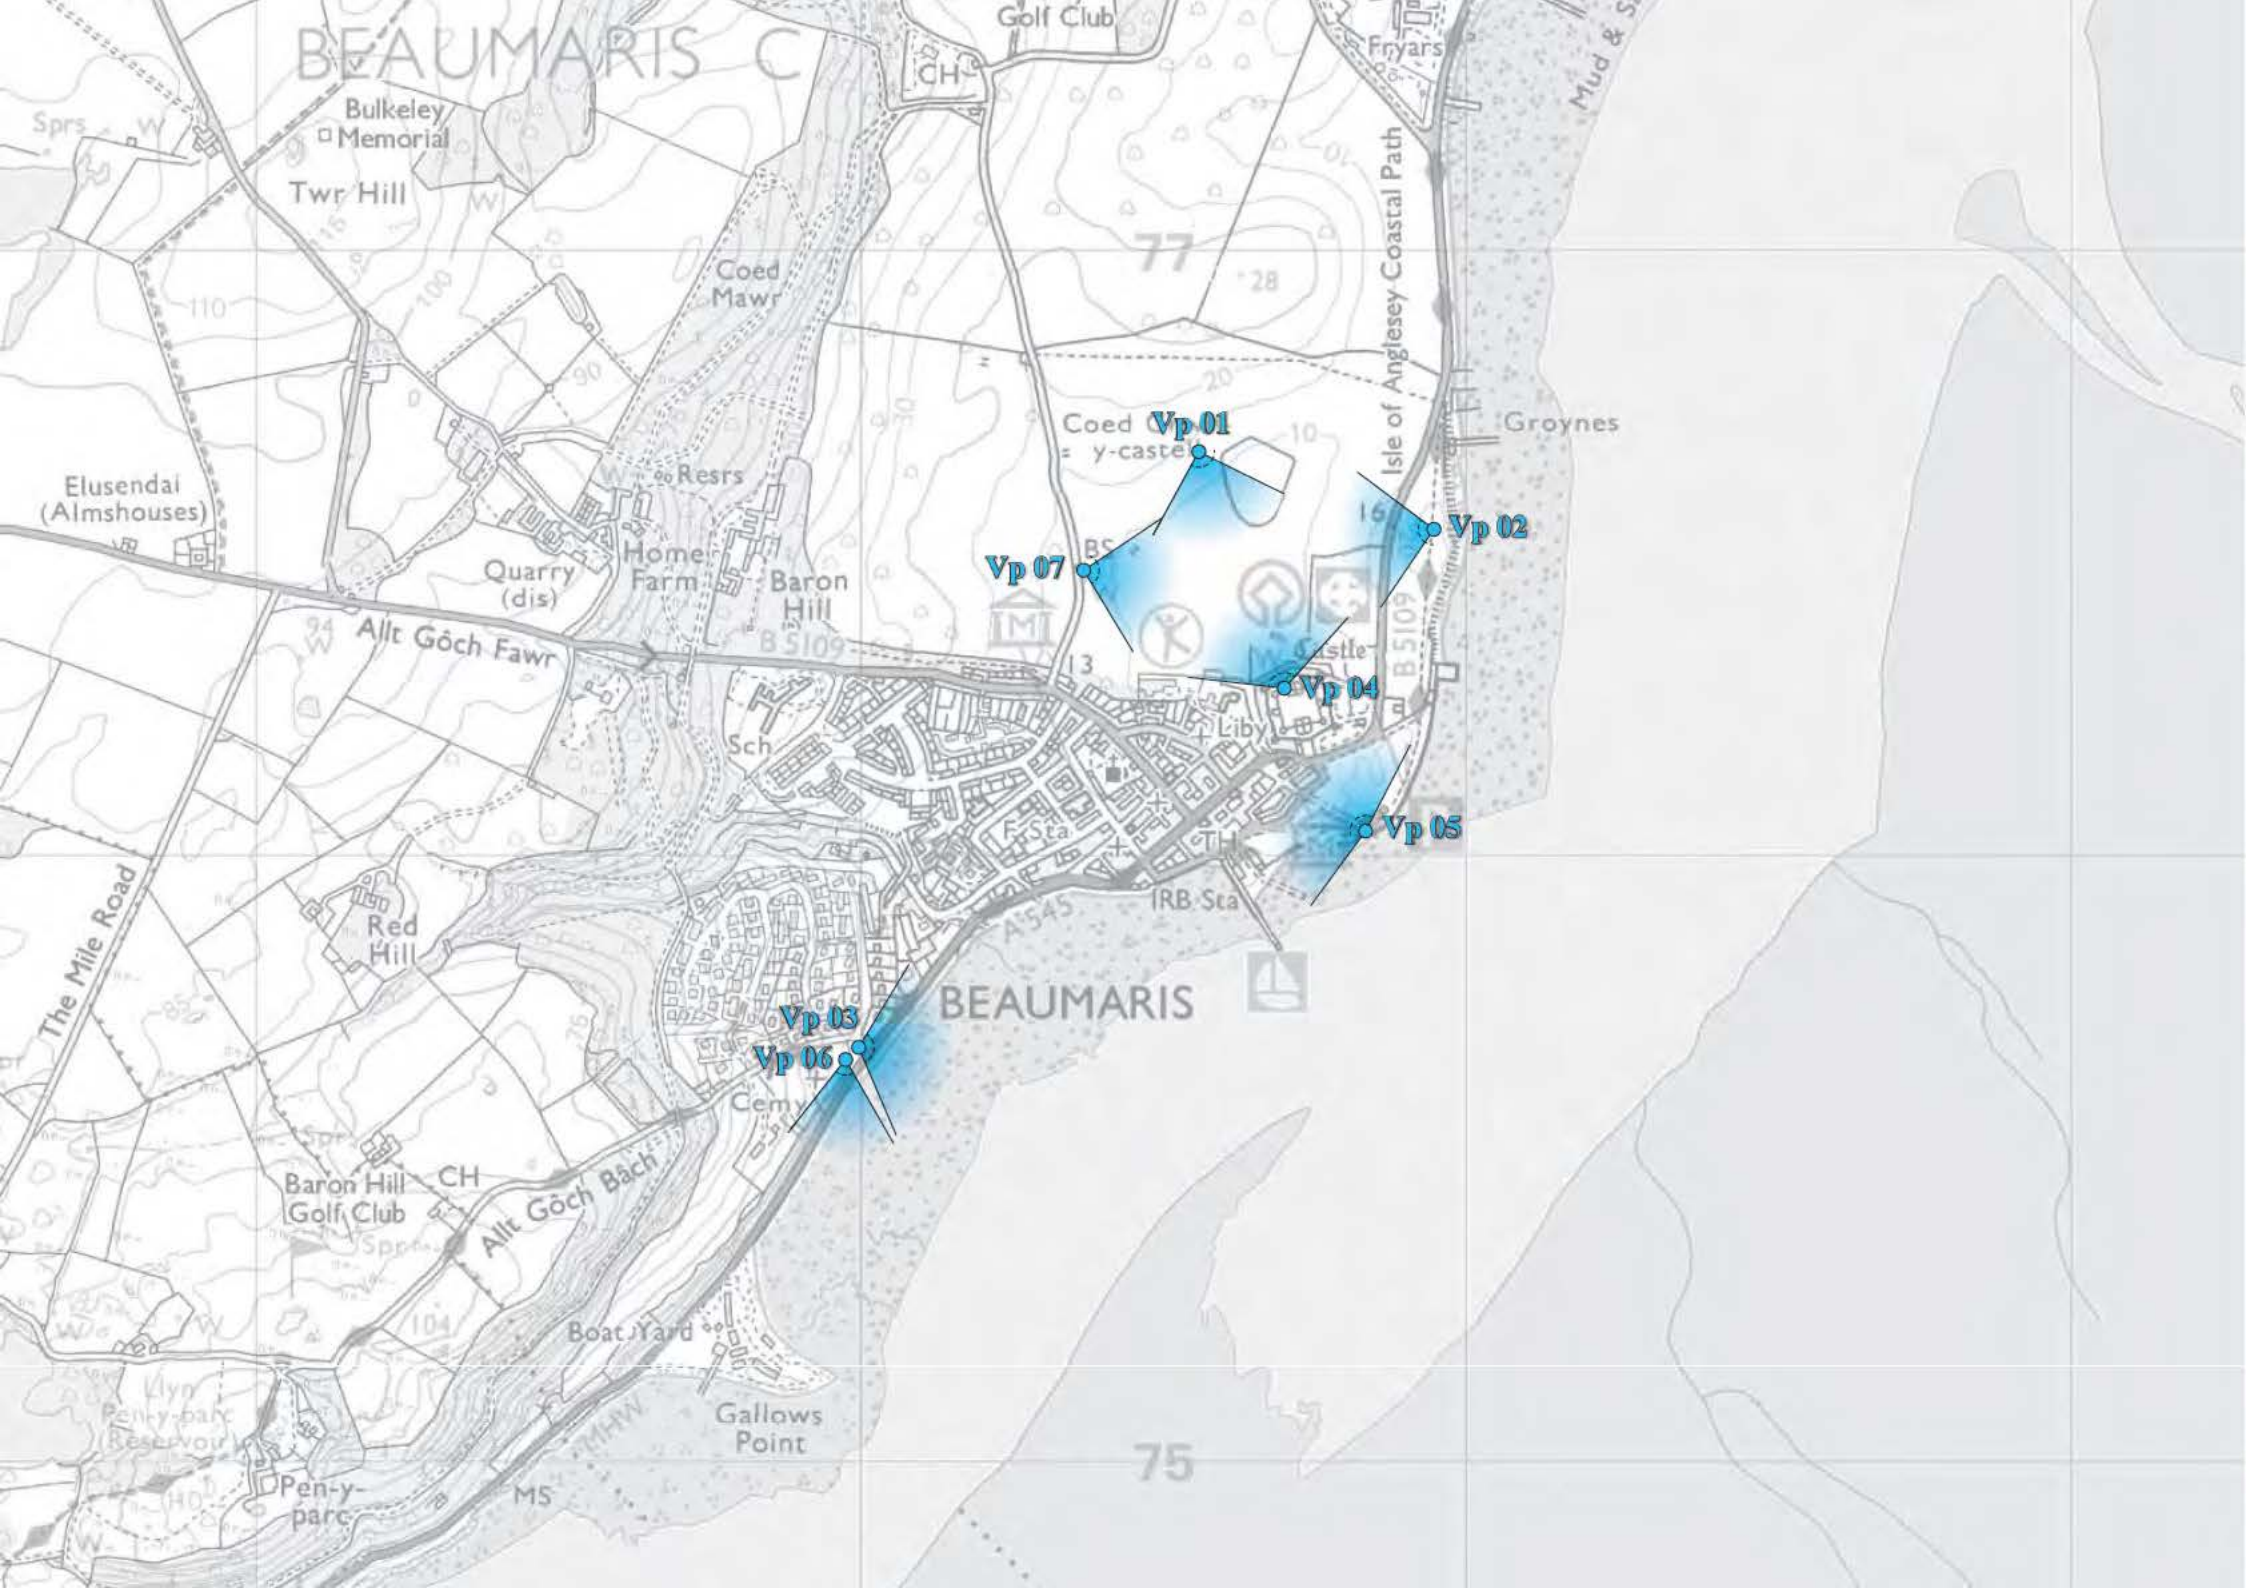 Golf Club
BEAUMARIS C
Fryars
CH
Mud &
Bulkeley
Memorial
Sprs
W
Twr Hill
W
Isle of Anglesey Coastal Path
77
Coed
Mawr
28
110
100
90
20
Vp 01
Coed
y-castell
10
Groynes
Resrs
Elusendai
(Almshouses)
16
Vp 02
BS
Vp 07
Home
Farm
Quarry
(dis)
Baron
Hill
M
B 5109
94
W
Allt Gôch Fawr
B 5109
13
Castle
Vp 04
Liby
Sch
F Sta
TH
Vp 05
IRB Sta
A 545
Red
Hill
The Mile Road
85
BEAUMARIS
Vp 03
Vp 06
Cemy
Spr
Baron Hill
Golf Club
CH
Allt Gôch Bach
Spr
104
W
W
Boat Yard
Llyn
Pen-y-parc
(Reservoir)
Gallows
Point
MHW
75
MS
Pen-y-
parc
W